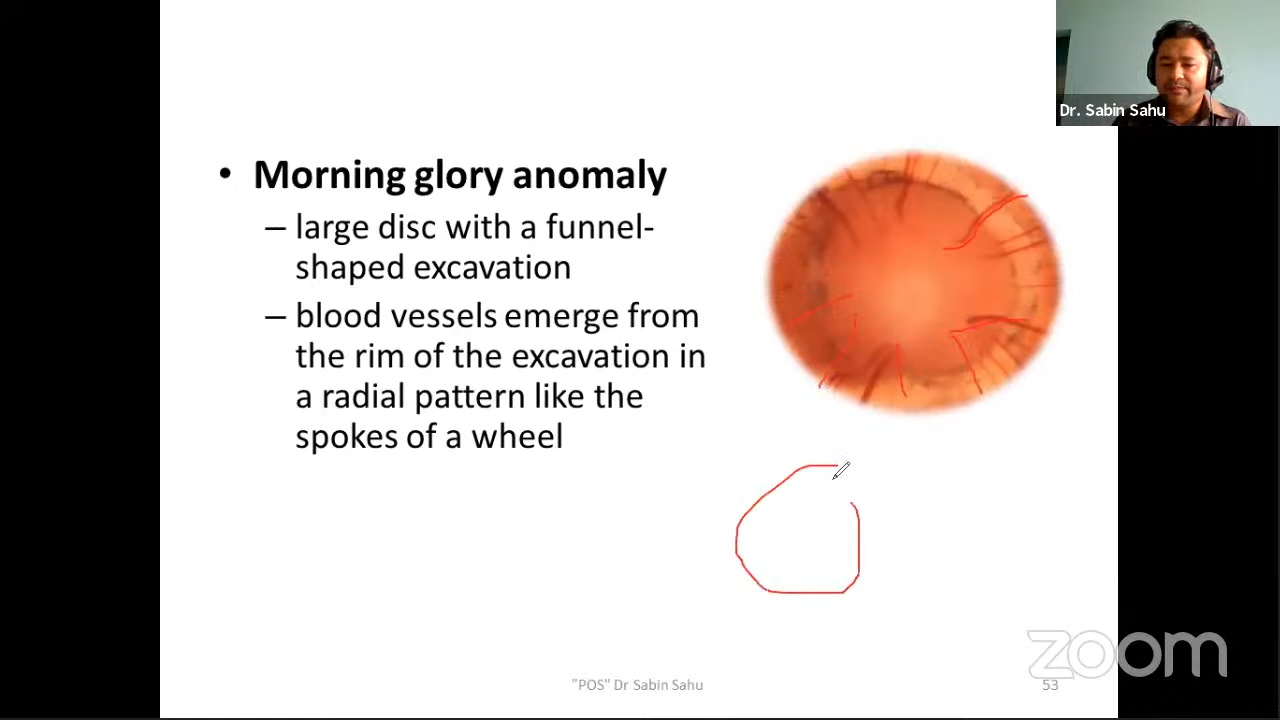 Dr. Sabin Sahu
• Morning glory anomaly
– large disc with a funnel-
shaped excavation
– blood vessels emerge from
the rim of the excavation in
a radial pattern like the
spokes of a wheel
zoom
"POS" Dr Sabin Sahu
53